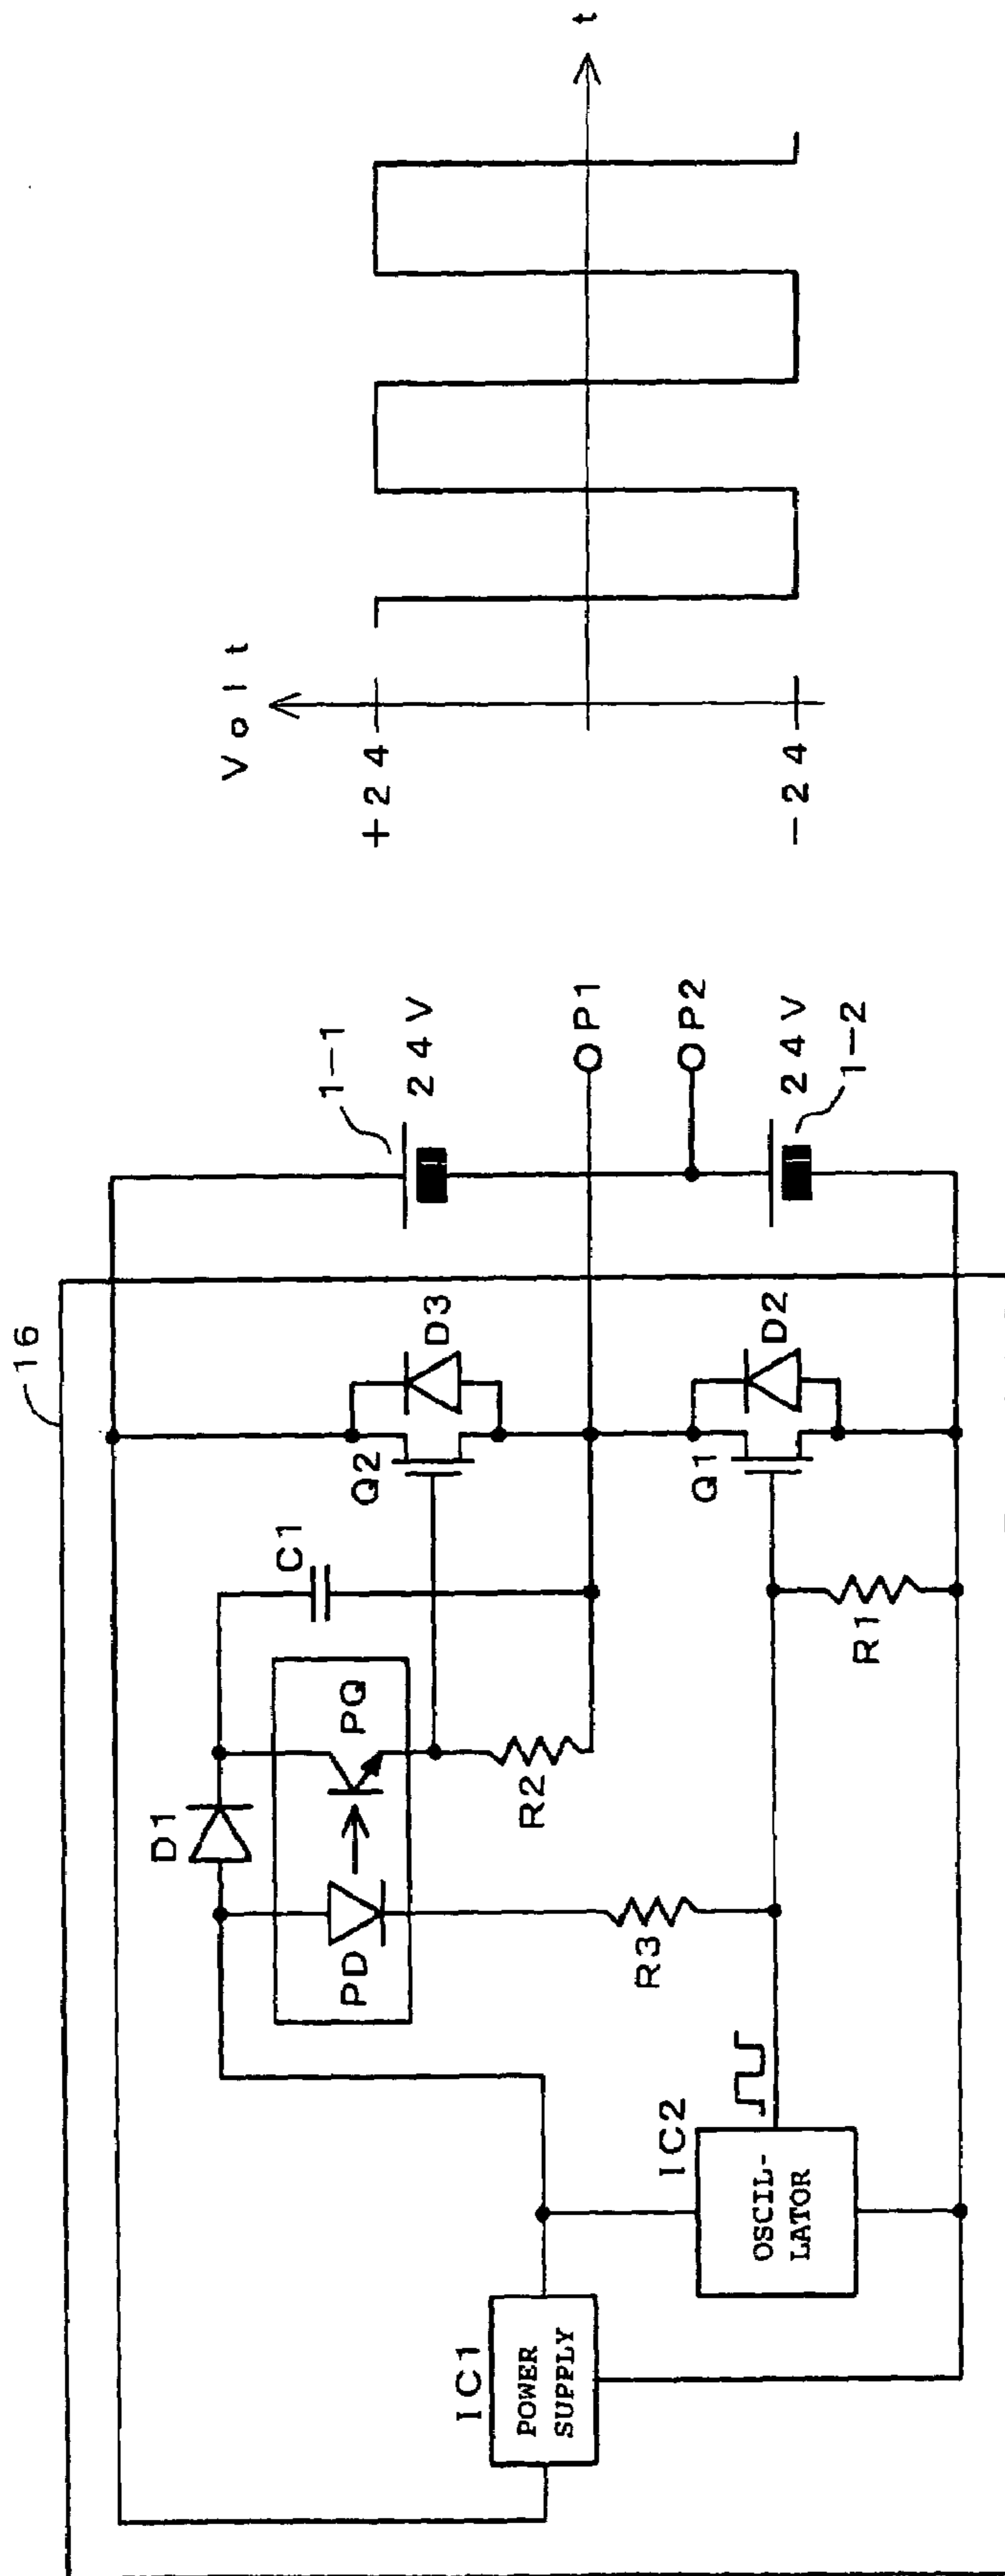 16
1-1
24V
D1
C1
PD
PQ
Q2
D3
R2
P1
P2
IC1
POWER
SUPPLY
IC2
OSCIL-
LATOR
R3
R1
Q1
D2
24V
1-2
Volt
+24
-24
t